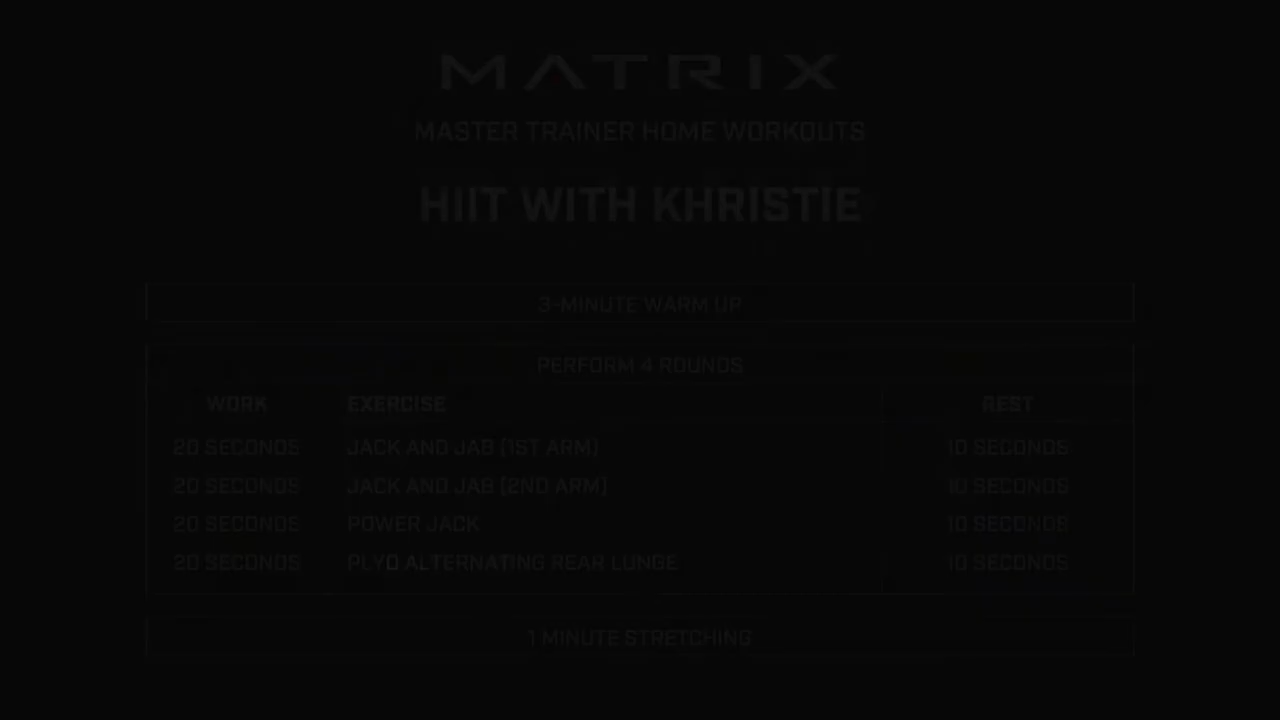 MATRIX
MASTER TRAINER HOME WORKOUTS
HIIT WITH KHRISTIE
3-MINUTE WARM UP
PERFORM 4 ROUNDS
WORK EXERCISE REST
20 SECONDS JACK AND JAB (1ST ARM) 10 SECONDS
20 SECONDS JACK AND JAB (2ND ARM) 10 SECONDS
20 SECONDS POWER JACK 10 SECONDS
20 SECONDS PLYO ALTERNATING REAR LUNGE 10 SECONDS
1 MINUTE STRETCHING